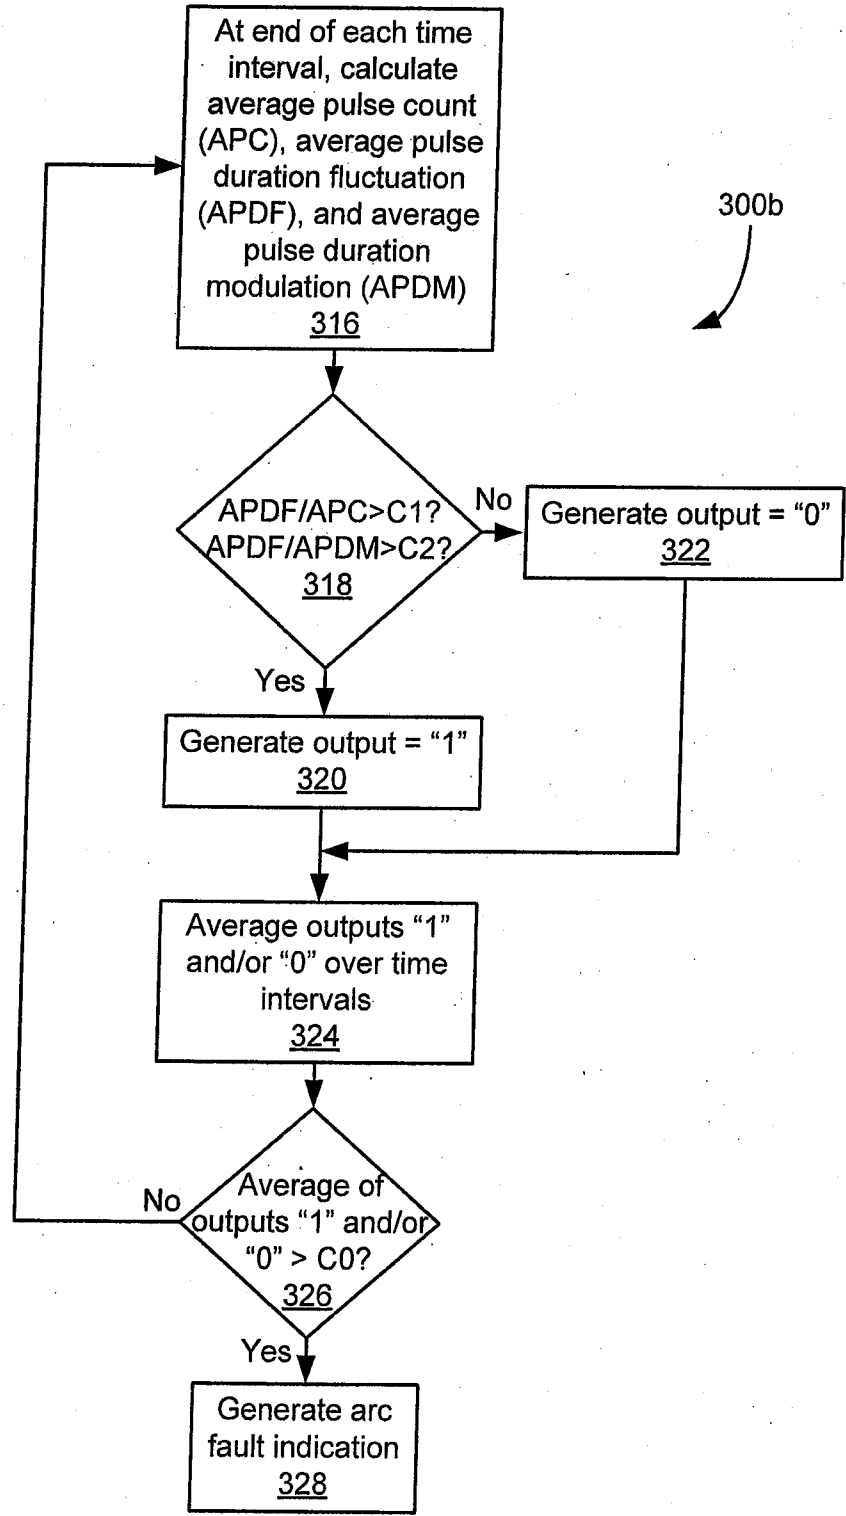 At end of each time
interval, calculate
average pulse count
(APC), average pulse
duration fluctuation
(APDF), and average
pulse duration
modulation (APDM)
316
300b
APDF/APC>C1?
APDF/APDM>C2?
318
No
Generate output = “0”
322
Yes
Generate output = “1”
320
Average outputs “1”
and/or “0” over time
intervals
324
No
Average of
outputs “1” and/or
“0” > C0?
326
Yes
Generate arc
fault indication
328